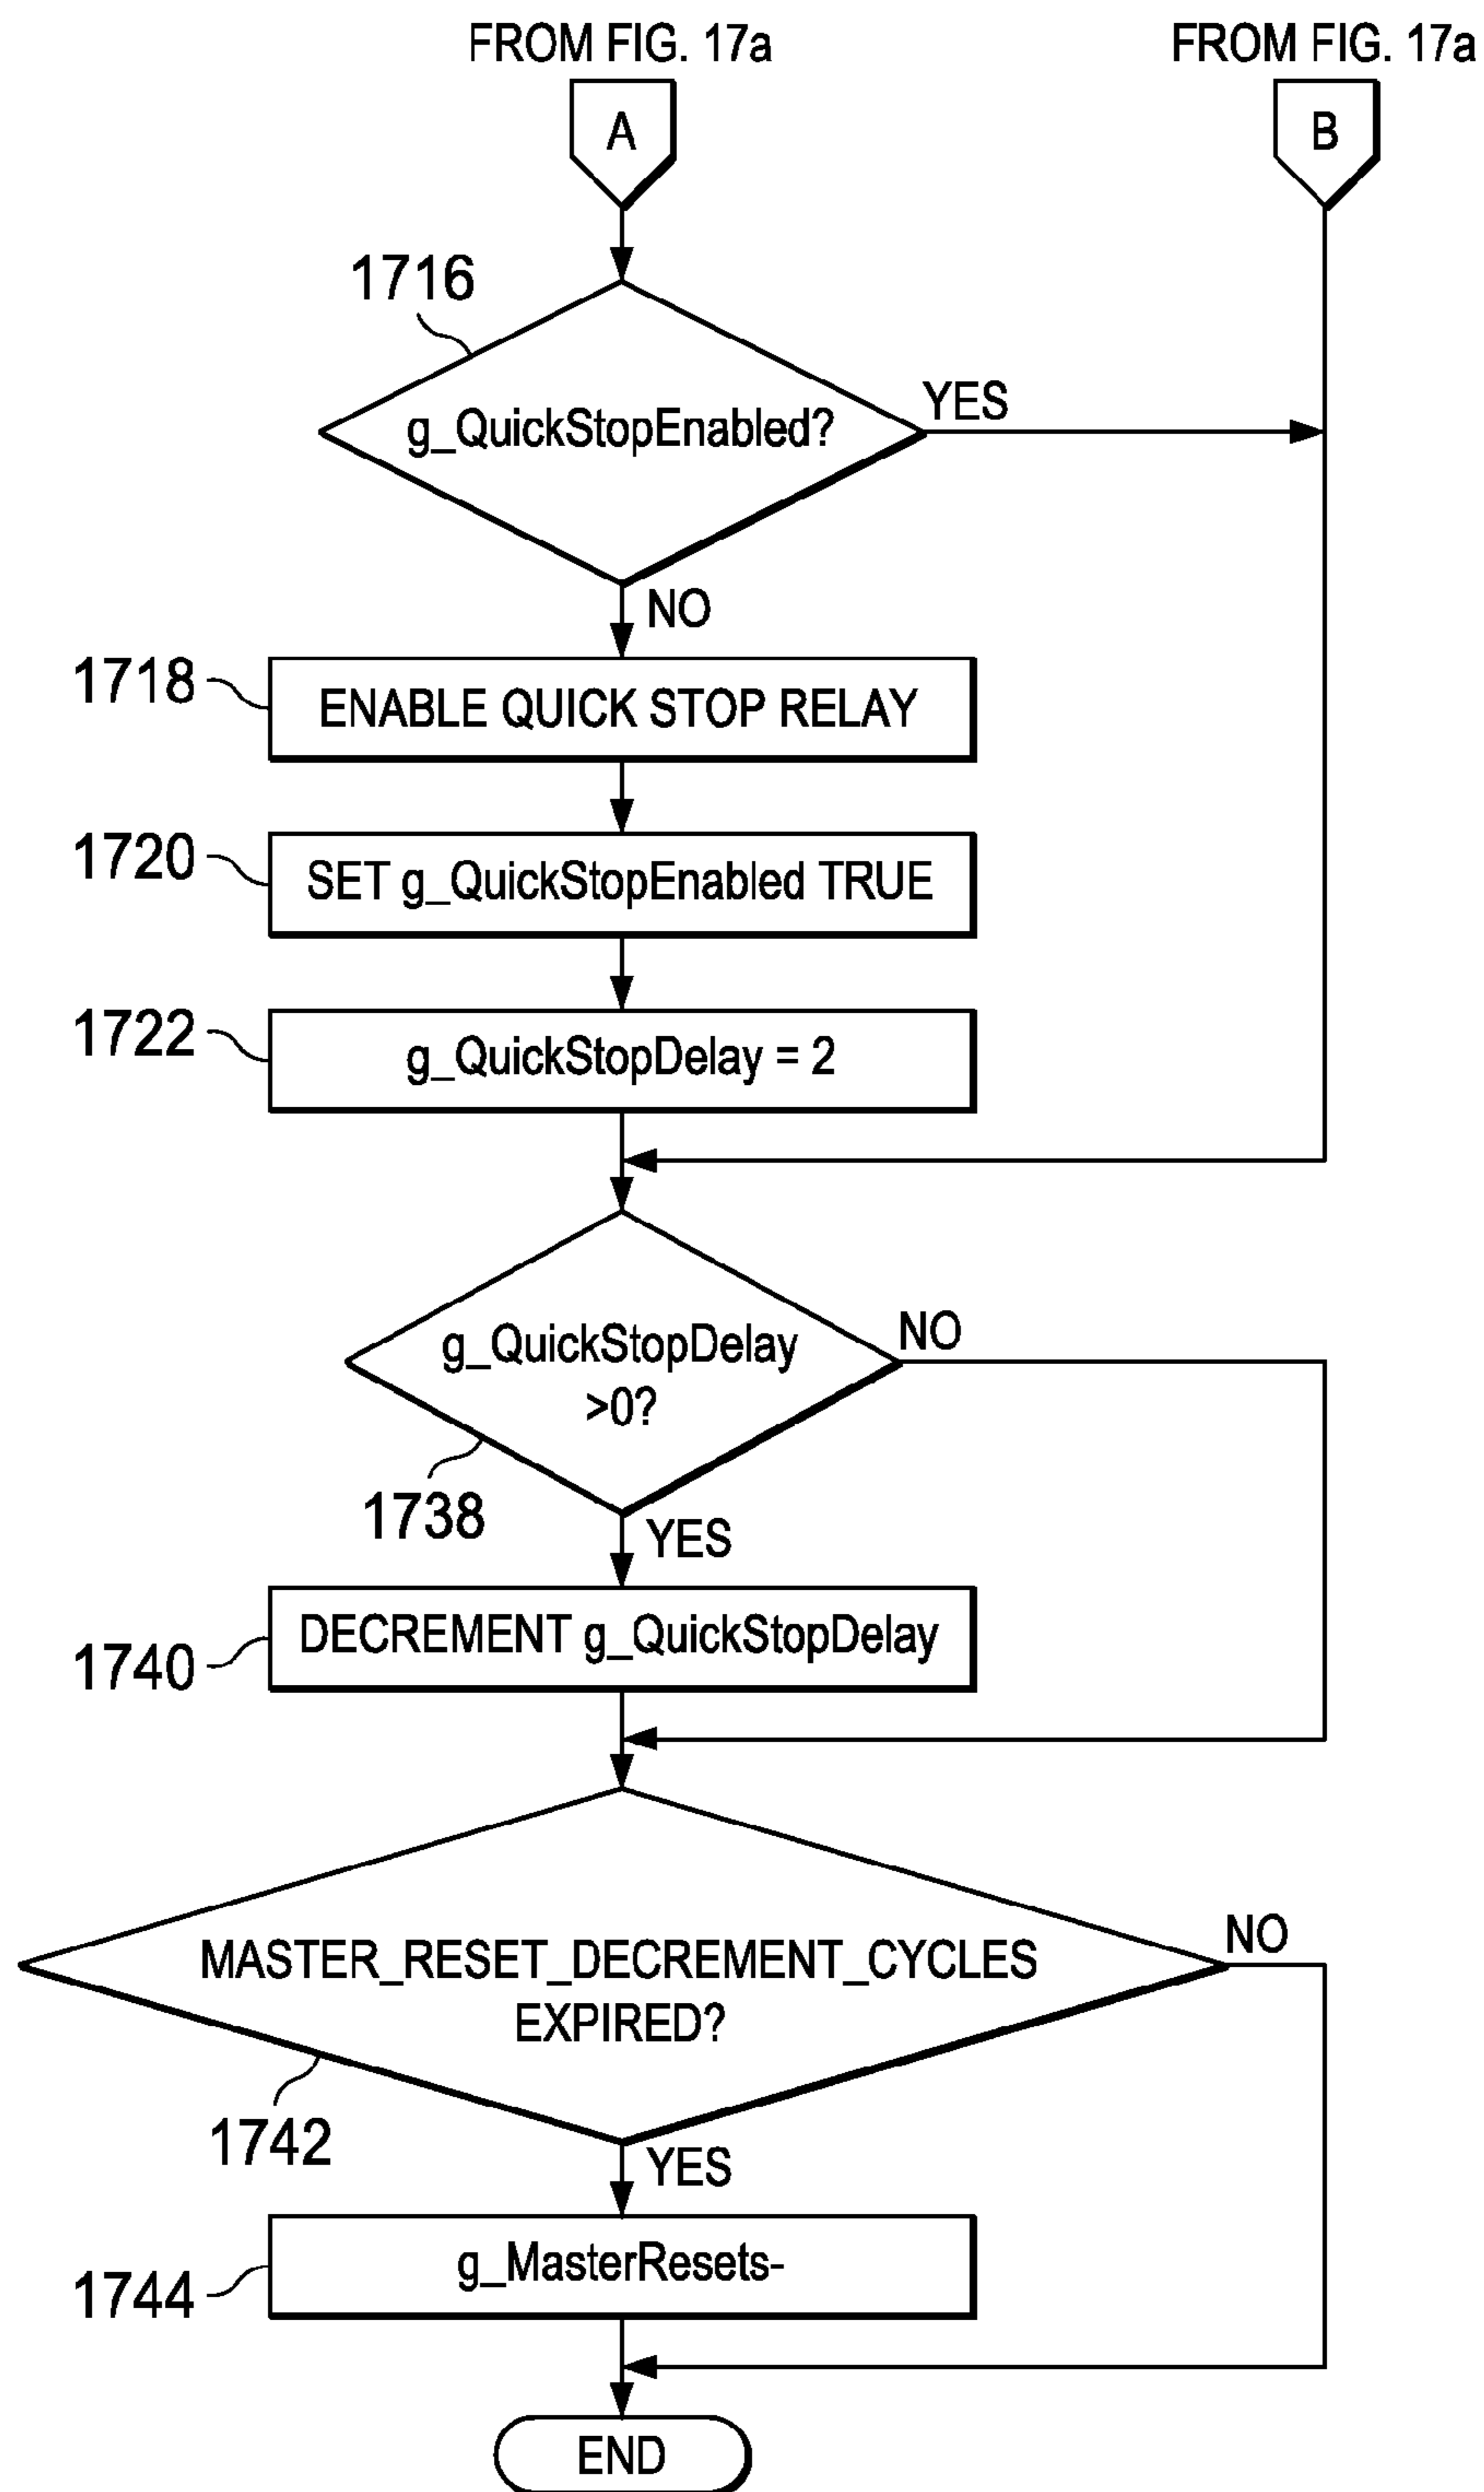 FROM FIG. 17a
FROM FIG. 17a
A
B
1716
g_QuickStopEnabled?
YES
NO
1718
ENABLE QUICK STOP RELAY
1720
SET g_QuickStopEnabled TRUE
1722
g_QuickStopDelay = 2
g_QuickStopDelay
>0?
NO
1738
YES
DECREMENT g_QuickStopDelay
1740
MASTER_RESET_DECREMENT_CYCLES
EXPIRED?
NO
1742
YES
g_MasterResets-
1744
END